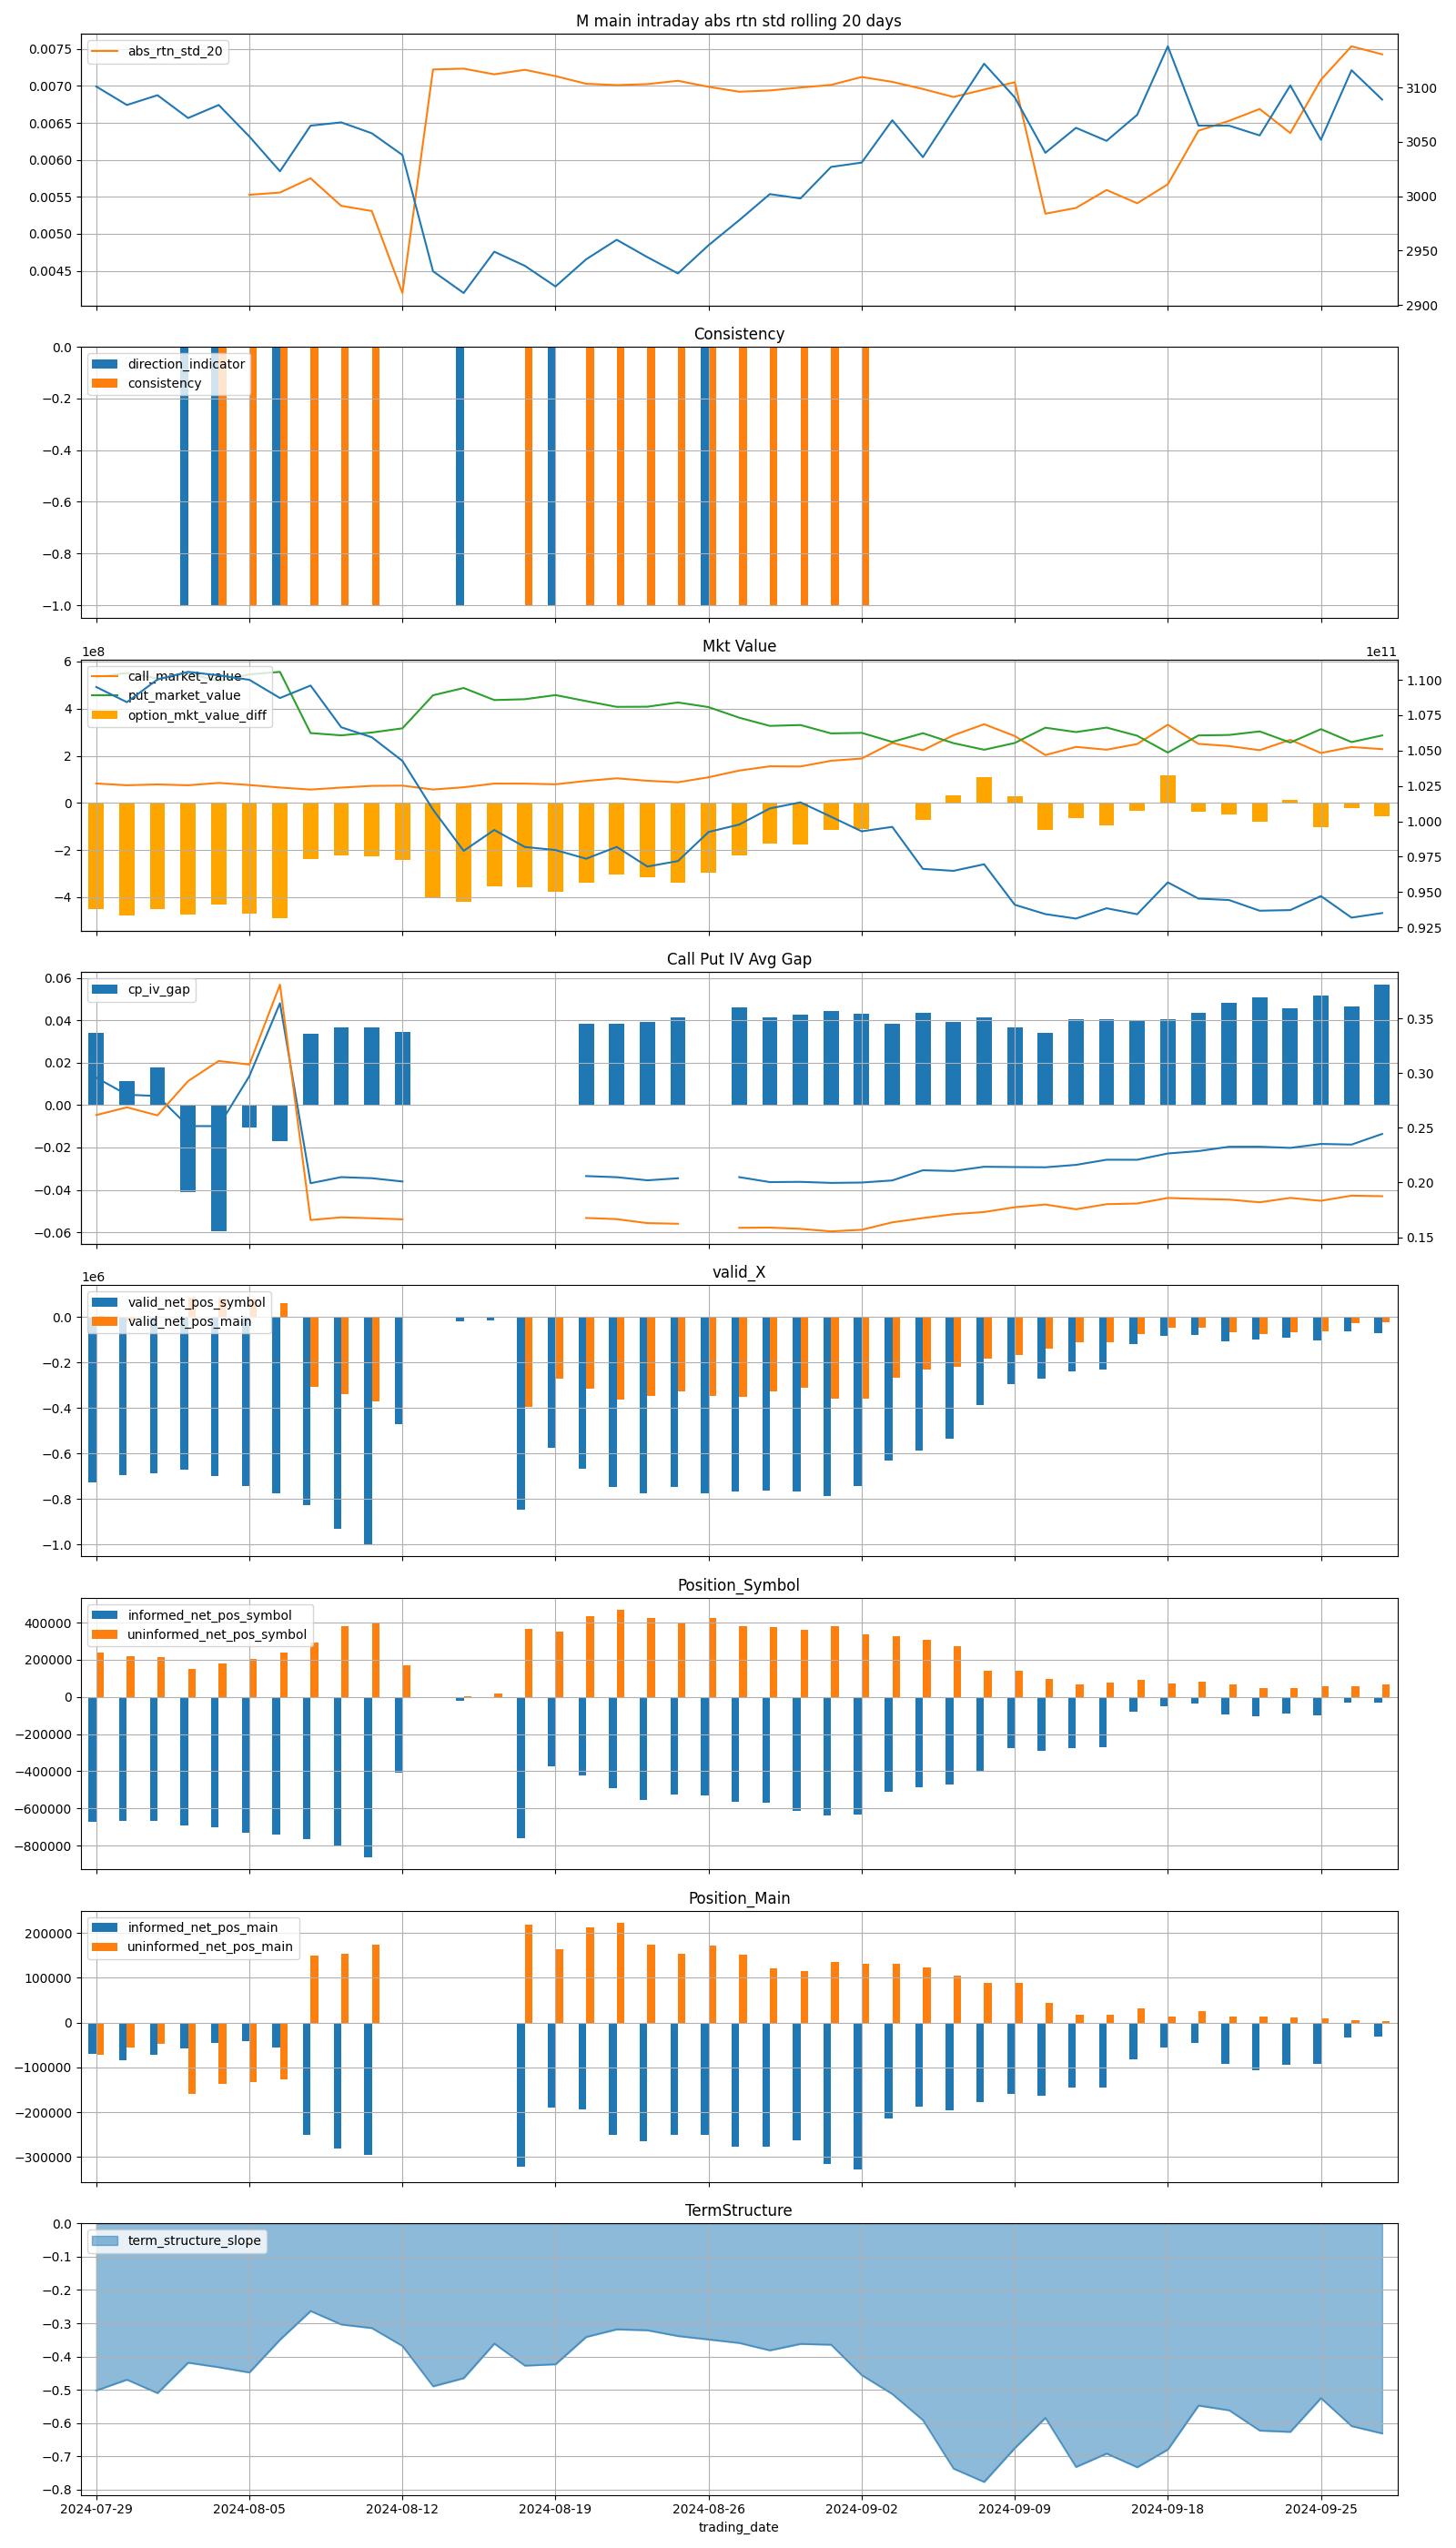 M main intraday abs rtn std rolling 20 days
abs_rtn_std_20
0.0075
0.0070
0.0065
0.0060
0.0055
0.0050
0.0045
3100
3050
3000
2950
2900
Consistency
direction_indicator
consistency
0.0
−0.2
−0.4
−0.6
−0.8
−1.0
Mkt Value
1e8
1e11
call_market_value
put_market_value
option_mkt_value_diff
6
4
2
0
−2
−4
1.100
1.075
1.050
1.025
1.000
0.975
0.950
0.925
Call Put IV Avg Gap
cp_iv_gap
0.06
0.04
0.02
0.00
−0.02
−0.04
−0.06
0.35
0.30
0.25
0.20
0.15
valid_X
1e6
valid_net_pos_symbol
valid_net_pos_main
0.0
−0.2
−0.4
−0.6
−0.8
−1.0
Position_Symbol
informed_net_pos_symbol
uninformed_net_pos_symbol
400000
200000
0
−200000
−400000
−600000
−800000
Position_Main
informed_net_pos_main
uninformed_net_pos_main
200000
100000
0
−100000
−200000
−300000
TermStructure
term_structure_slope
0.0
−0.1
−0.2
−0.3
−0.4
−0.5
−0.6
−0.7
−0.8
2024-07-29 2024-08-05 2024-08-12 2024-08-19 2024-08-26 2024-09-02 2024-09-09 2024-09-18 2024-09-25
trading_date